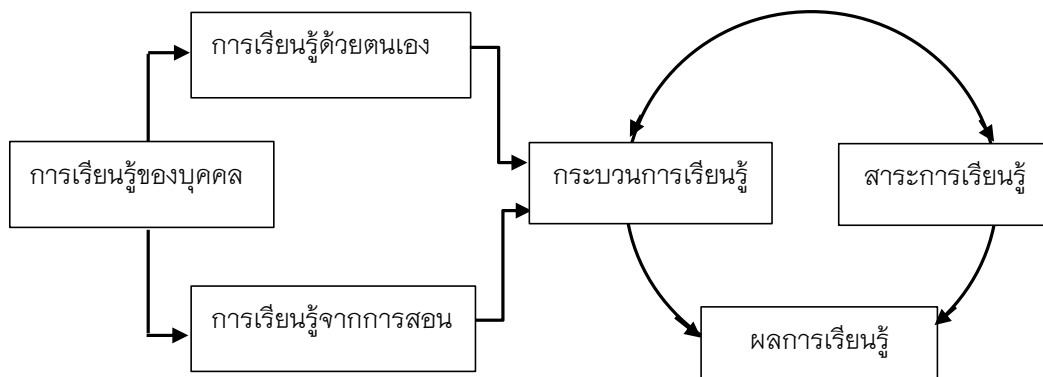 การเรียนรู้ด้วยตนเอง
การเรียนรู้ของบุคคล
กระบวนการเรียนรู้
สาระการเรียนรู้
การเรียนรู้จากการสอน
ผลการเรียนรู้